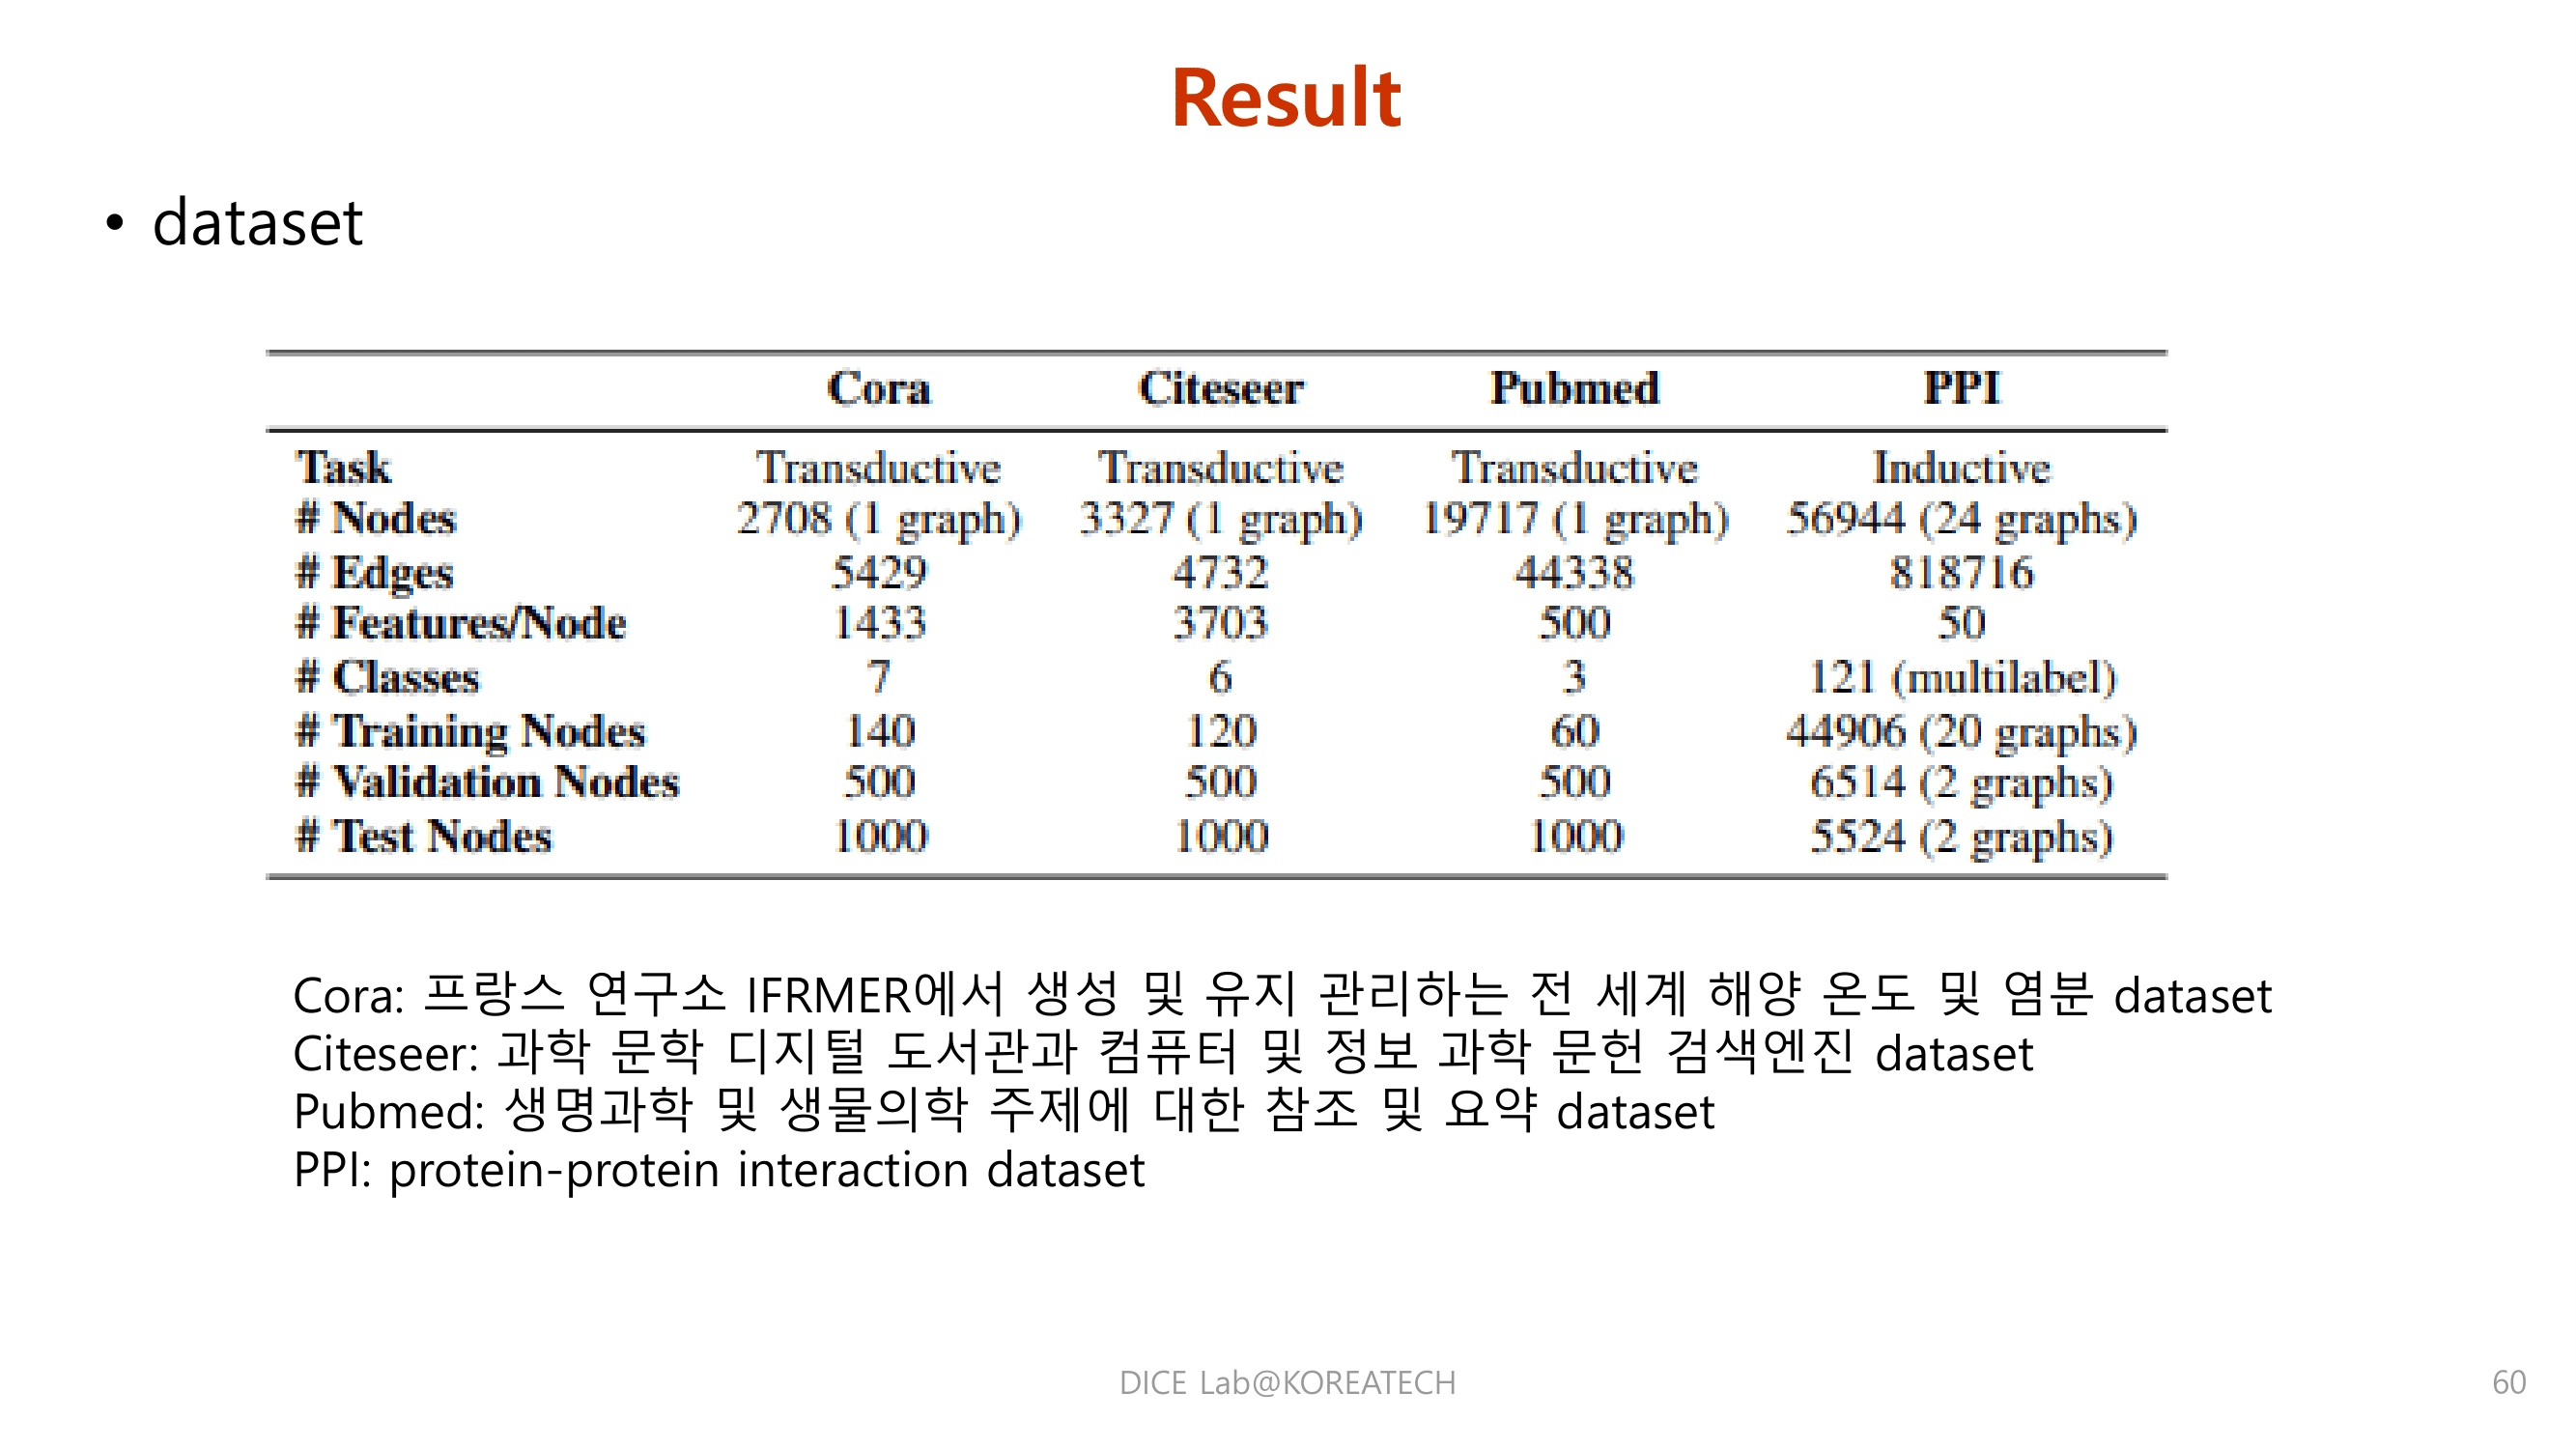 Result
• dataset
Cora Citeseer Pubmed PPI
Task Transductive Transductive Transductive Inductive
# Nodes 2708 (1 graph) 3327 (1 graph) 19717 (1 graph) 56944 (24 graphs)
# Edges 5429 4732 44338 818716
# Features/Node 1433 3703 500 50
# Classes 7 6 3 121 (multilabel)
# Training Nodes 140 120 60 44906 (20 graphs)
# Validation Nodes 500 500 500 6514 (2 graphs)
# Test Nodes 1000 1000 1000 5524 (2 graphs)
Cora: 프랑스 연구소 IFRMER에서 생성 및 유지 관리하는 전 세계 해양 온도 및 염분 dataset
Citeseer: 과학 문학 디지털 도서관과 컴퓨터 및 정보 과학 문헌 검색엔진 dataset
Pubmed: 생명과학 및 생물의학 주제에 대한 참조 및 요약 dataset
PPI: protein-protein interaction dataset
DICE Lab@KOREATECH
60